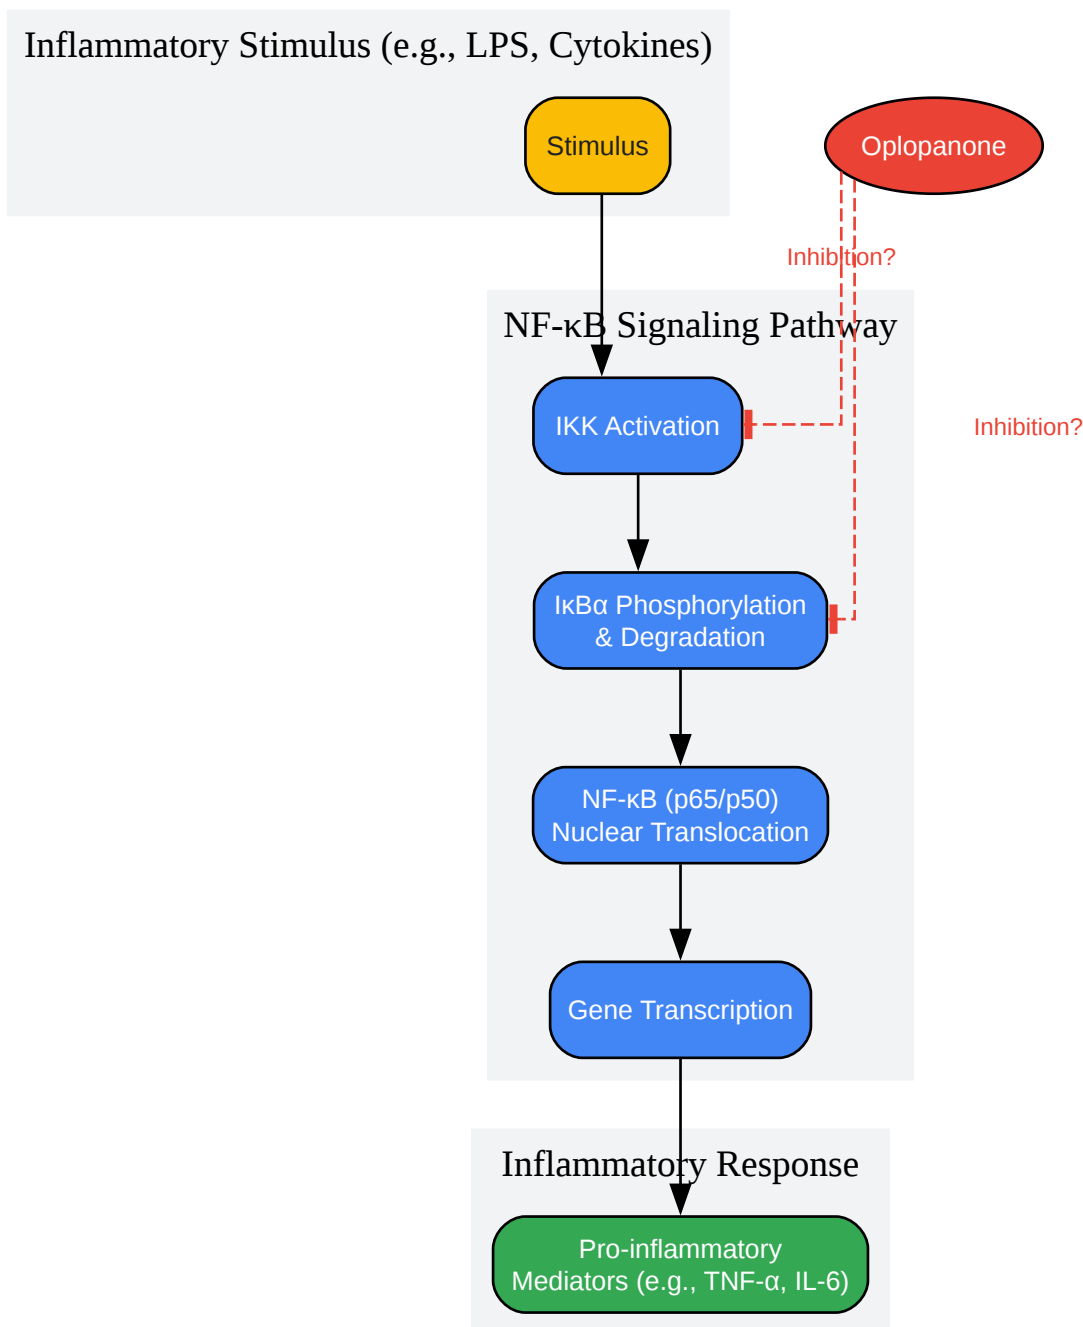 Inflammatory Stimulus (e.g., LPS, Cytokines)
Stimulus
Oplopanone
Inhibition?
NF-κB Signaling Pathway
IKK Activation
Inhibition?
IκBα Phosphorylation
& Degradation
NF-κB (p65/p50)
Nuclear Translocation
Gene Transcription
Inflammatory Response
Pro-inflammatory
Mediators (e.g., TNF-α, IL-6)